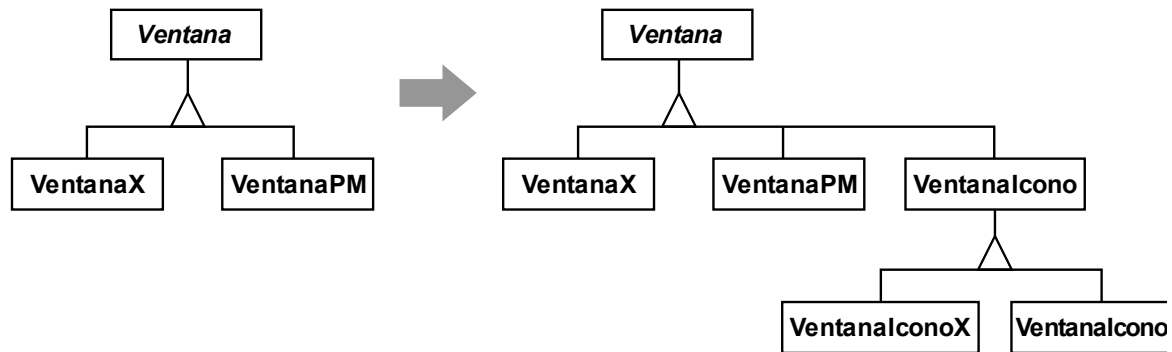 Ventana
Ventana
VentanaX
VentanaPM
VentanaX
VentanaPM
VentanaIcono
VentanaIconoX
VentanaIcono